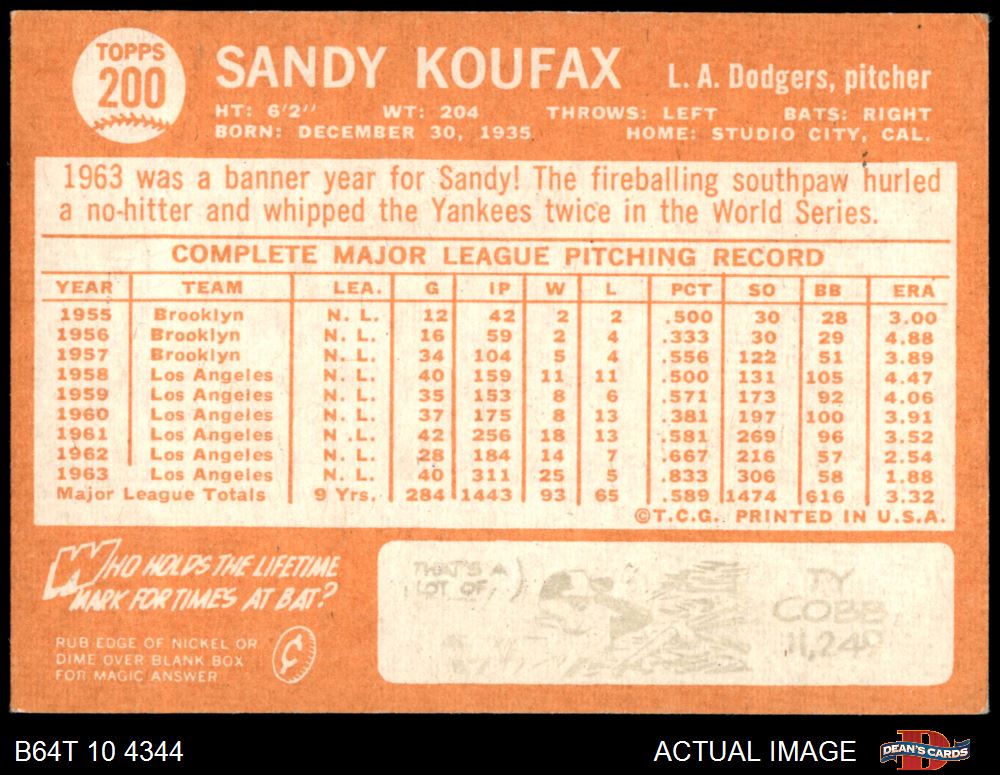 TOPPS
200
SANDY KOUFAX
L. A. Dodgers, pitcher
HT: 6'2" WT: 204 THROWS: LEFT BATS: RIGHT
BORN: DECEMBER 30, 1935 HOME: STUDIO CITY, CAL.
1963 was a banner year for Sandy! The fireballing southpaw hurled
a no-hitter and whipped the Yankees twice in the World Series.
COMPLETE MAJOR LEAGUE PITCHING RECORD
YEAR TEAM LEA. G IP W L PCT SO BB ERA
1955 Brooklyn N. L. 12 42 2 2 .500 30 28 3.00
1956 Brooklyn N. L. 16 59 2 4 .333 30 29 4.88
1957 Brooklyn N. L. 34 104 5 4 .556 122 51 3.89
1958 Los Angeles N. L. 40 159 11 11 .500 131 105 4.47
1959 Los Angeles N. L. 35 153 8 6 .571 173 92 4.06
1960 Los Angeles N. L. 37 175 8 13 .381 197 100 3.91
1961 Los Angeles N .L. 42 256 18 13 .581 269 96 3.52
1962 Los Angeles N. L. 28 184 14 7 .667 216 57 2.54
1963 Los Angeles N. L. 40 311 25 5 .833 306 58 1.88
Major League Totals 9 Yrs. 284 1443 93 65 .589 1474 616 3.32
©T.C.G. PRINTED IN U.S.A.
WHO HOLDS THE LIFETIME
MARK FOR TIMES AT BAT?
RUB EDGE OF NICKEL OR
DIME OVER BLANK BOX
FOR MAGIC ANSWER
¢
THAT'S A
LOT OF
TY
COBB
11,24
B64T 10 4344
ACTUAL IMAGE
D
DEAN'S CARDS